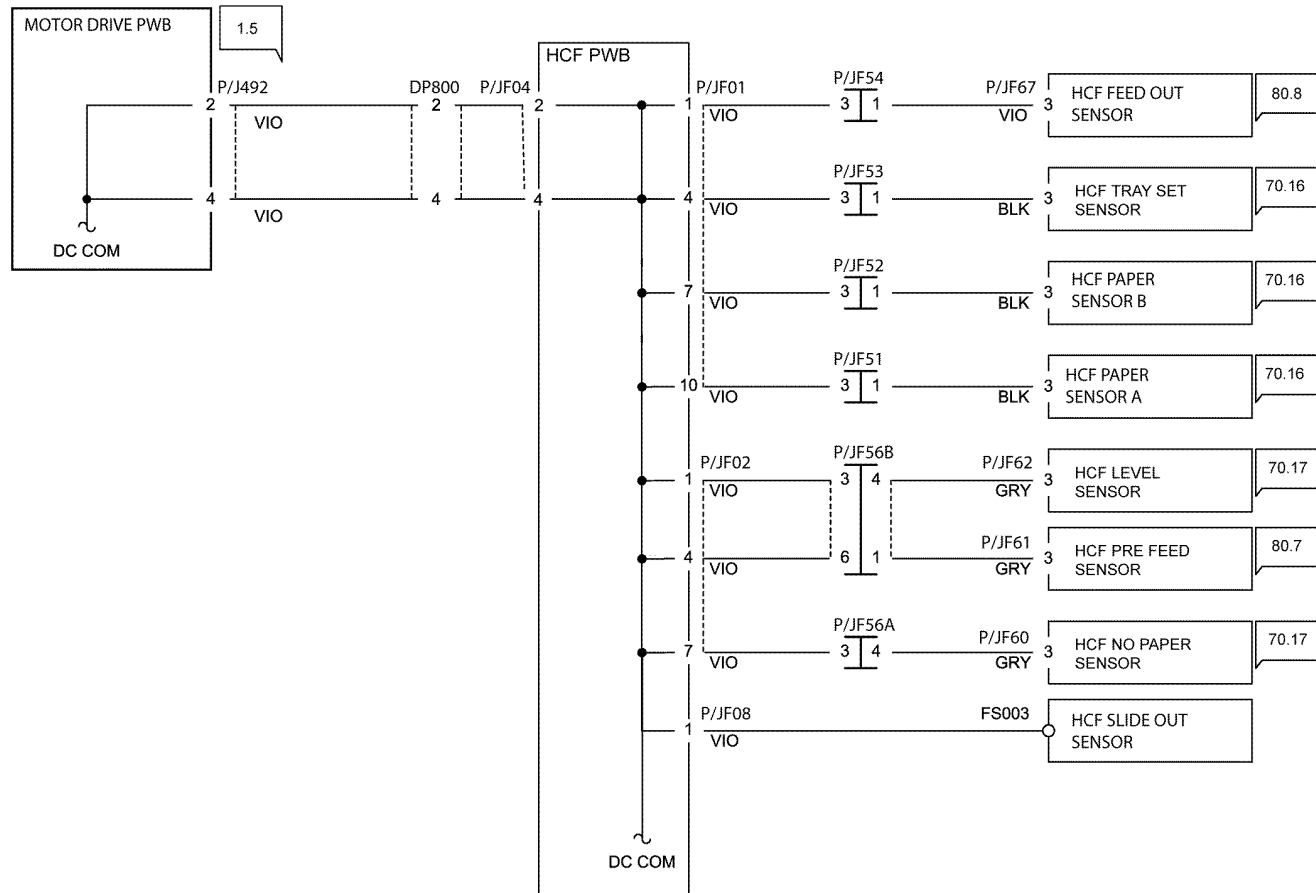 MOTOR DRIVE PWB
1.5
HCF PWB
P/J492
DP800
P/JF04
2
VIO
2
2
4
VIO
4
4
DC COM
P/JF01
P/JF54
P/JF67
1
VIO
3 1
VIO
3
HCF FEED OUT
SENSOR
80.8
P/JF53
4
VIO
3 1
BLK
3
HCF TRAY SET
SENSOR
70.16
P/JF52
7
VIO
3 1
BLK
3
HCF PAPER
SENSOR B
70.16
P/JF51
10
VIO
3 1
BLK
3
HCF PAPER
SENSOR A
70.16
P/JF02
P/JF56B
P/JF62
1
VIO
3 4
GRY
3
HCF LEVEL
SENSOR
70.17
P/JF61
4
VIO
6 1
GRY
3
HCF PRE FEED
SENSOR
80.7
P/JF56A
P/JF60
7
VIO
3 4
GRY
3
HCF NO PAPER
SENSOR
70.17
P/JF08
FS003
1
VIO
HCF SLIDE OUT
SENSOR
DC COM